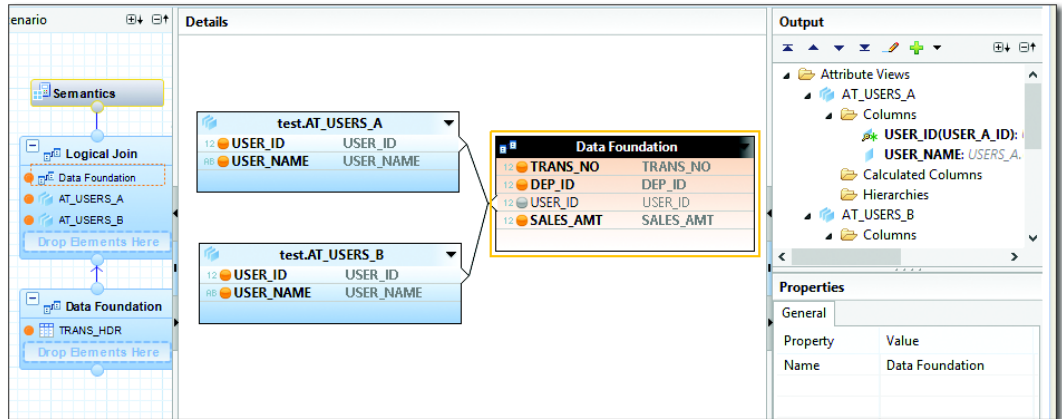 enario
Semantics
Logical Join
Data Foundation
AT_USERS_A
AT_USERS_B
Drop Elements Here
Data Foundation
TRANS_HDR
Drop Elements Here
Details
test.AT_USERS_A
12 USER_ID USER_ID
AB USER_NAME USER_NAME
test.AT_USERS_B
12 USER_ID USER_ID
AB USER_NAME USER_NAME
Data Foundation
12 TRANS_NO TRANS_NO
12 DEP_ID DEP_ID
12 USER_ID USER_ID
12 SALES_AMT SALES_AMT
Output
Attribute Views
AT_USERS_A
Columns
USER_ID(USER_A_ID):
USER_NAME: USERS_A.
Calculated Columns
Hierarchies
AT_USERS_B
Columns
Properties
General
Property Value
Name Data Foundation